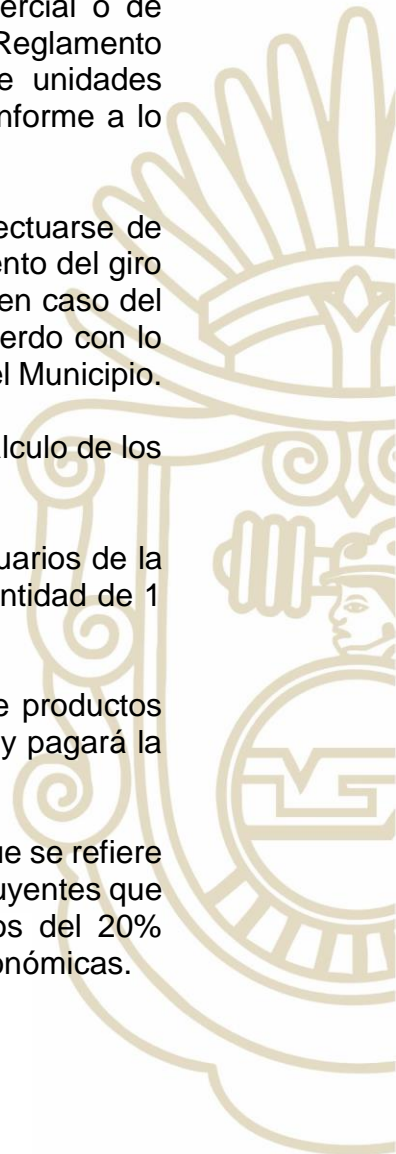 ercial o de
Reglamento
e unidades
nforme a lo
ectuarse de
ento del giro
en caso del
erdo con lo
el Municipio.
lculo de los
uarios de la
ntidad de 1
e productos
y pagará la
ue se refiere
uyentes que
os del 20%
onómicas.